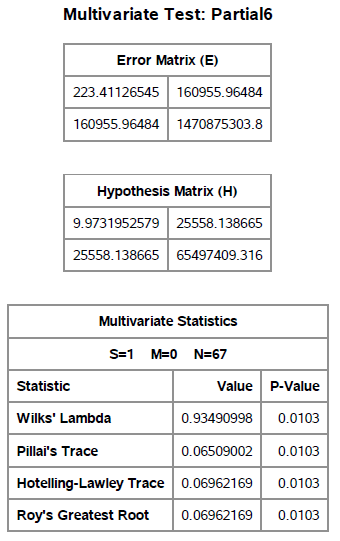 Multivariate Test: Partial6
Error Matrix (E)
223.41126545 160955.96484
160955.96484 1470875303.8
Hypothesis Matrix (H)
9.9731952579 25558.138665
25558.138665 65497409.316
Multivariate Statistics
S=1 M=0 N=67
Statistic Value P-Value
Wilks' Lambda 0.93490998 0.0103
Pillai's Trace 0.06509002 0.0103
Hotelling-Lawley Trace 0.06962169 0.0103
Roy's Greatest Root 0.06962169 0.0103